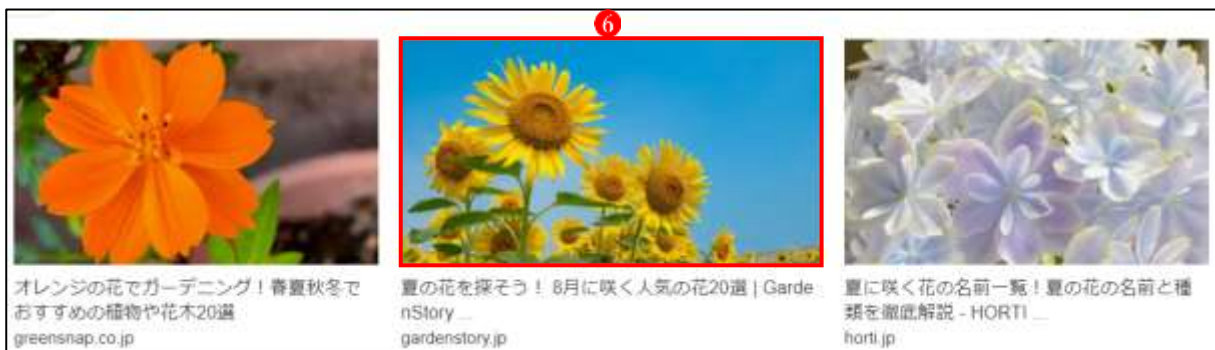 6
オレンジの花でガーデニング！春夏秋冬で
おすすめの植物や花木20選
greensnap.co.jp
夏の花を探そう！ 8月に咲く人気の花20選 | Garde
nStory ...
gardenstory.jp
夏に咲く花の名前一覧！夏の花の名前と種
類を徹底解説 - HORTI ...
horti.jp